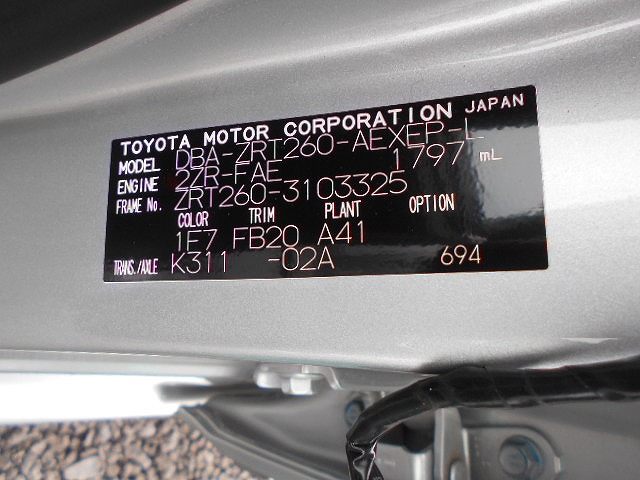 TOYOTA MOTOR CORPORATION JAPAN
MODEL DBA-ZRT260-AEXEP-L
ENGINE 2ZR-FAE 1797 mL
FRAME No. ZRT260-3103325
COLOR TRIM PLANT OPTION
1E7 FB20 A41
TRANS./AXLE K311 -02A 694